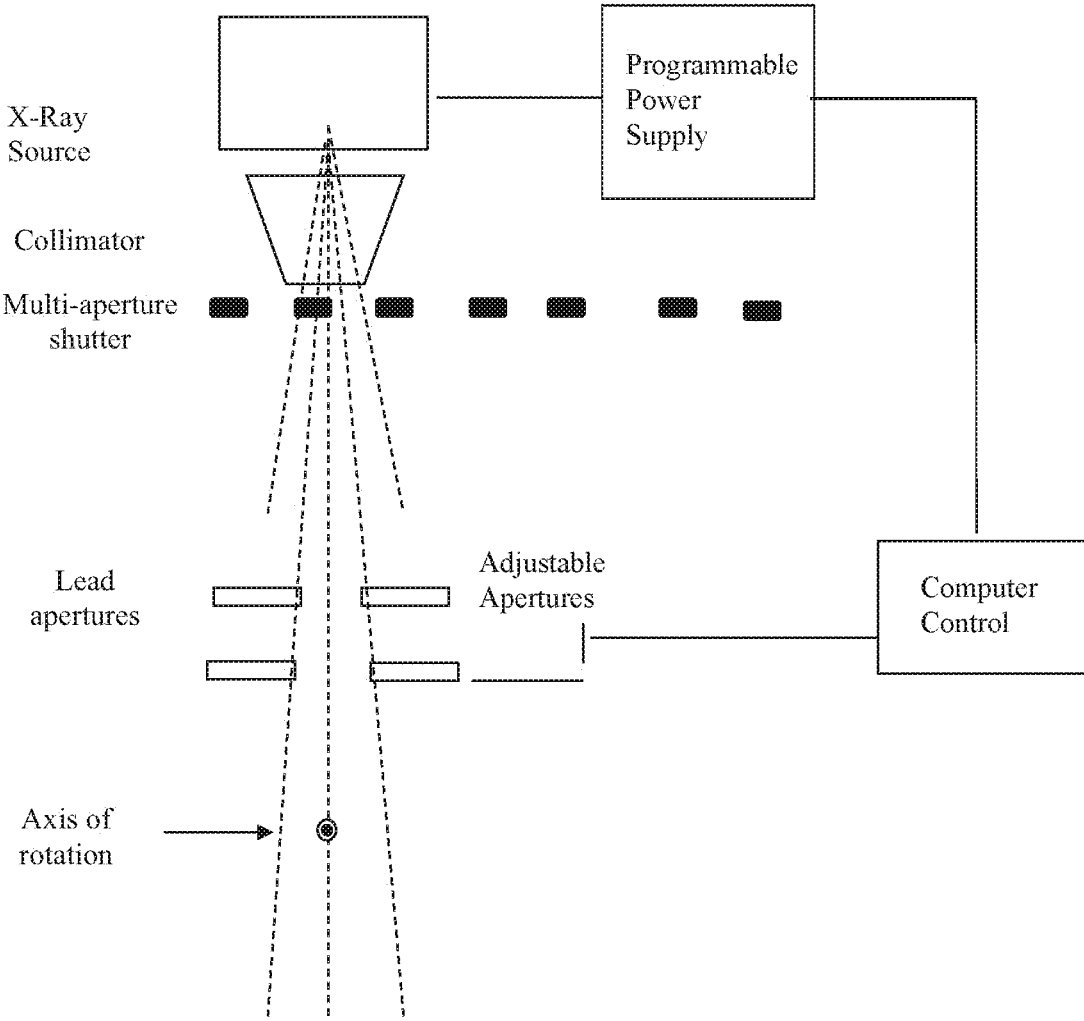 Programmable
Power
Supply
X-Ray
Source
Collimator
Multi-aperture
shutter
Lead
apertures
Adjustable
Apertures
Computer
Control
Axis of
rotation